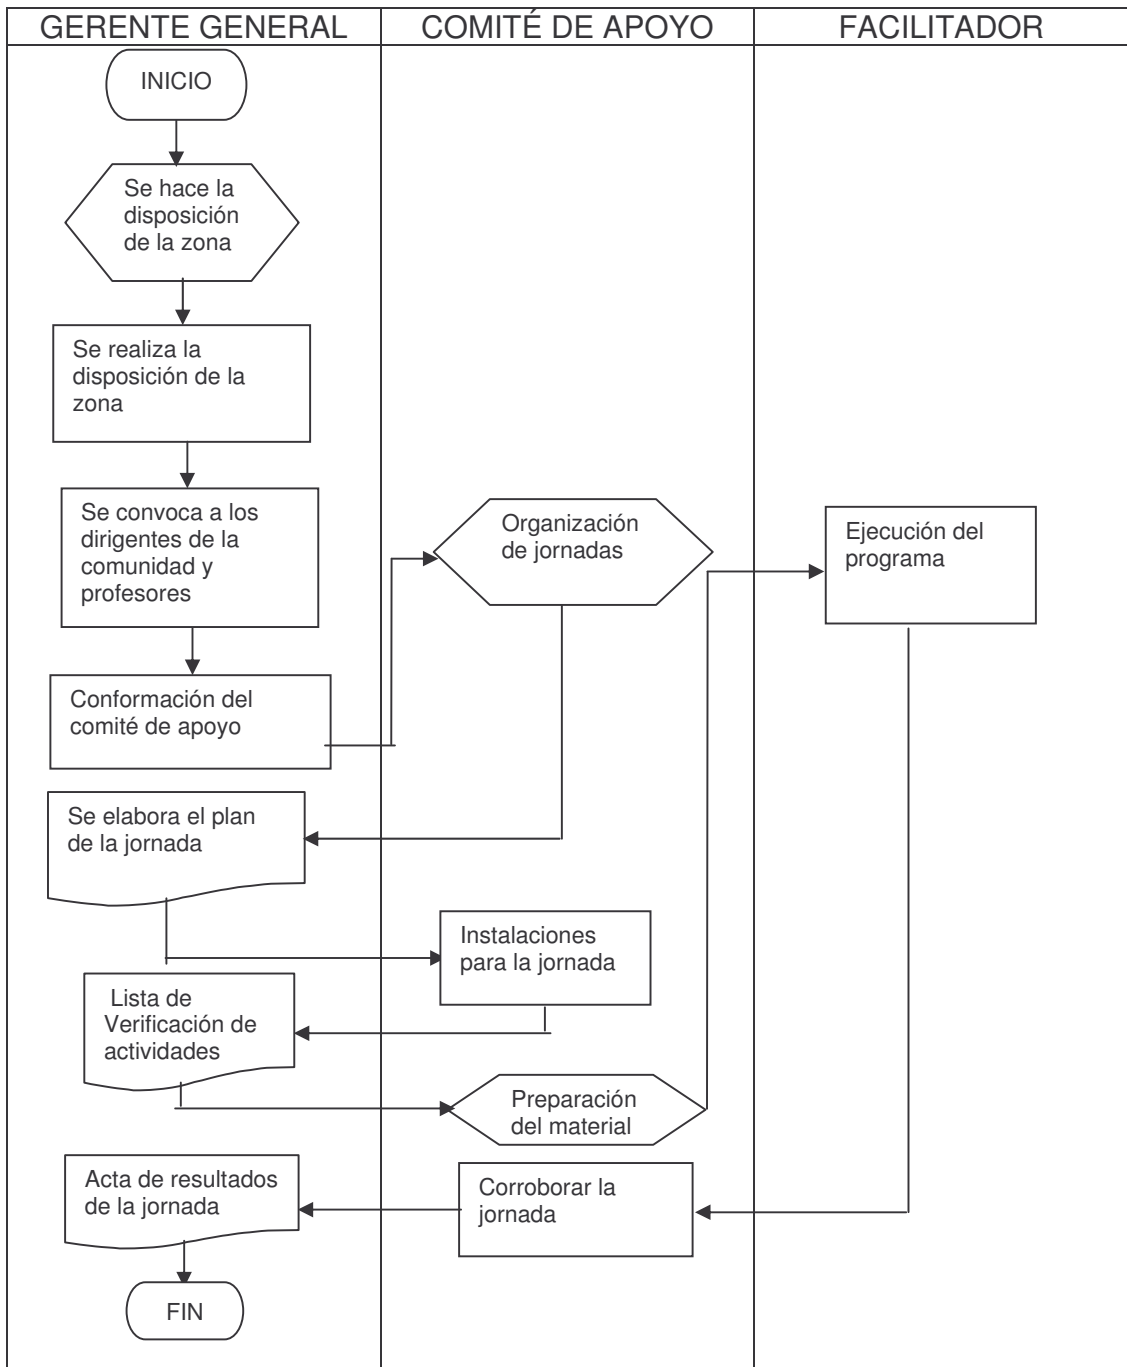 GERENTE GENERAL
COMITÉ DE APOYO
FACILITADOR
INICIO
Se hace la
disposición
de la zona
Se realiza la
disposición de la
zona
Se convoca a los
dirigentes de la
comunidad y
profesores
Conformación del
comité de apoyo
Organización
de jornadas
Se elabora el plan
de la jornada
Instalaciones
para la jornada
Lista de
Verificación de
actividades
Preparación
del material
Ejecución del
programa
Corroborar la
jornada
Acta de resultados
de la jornada
FIN